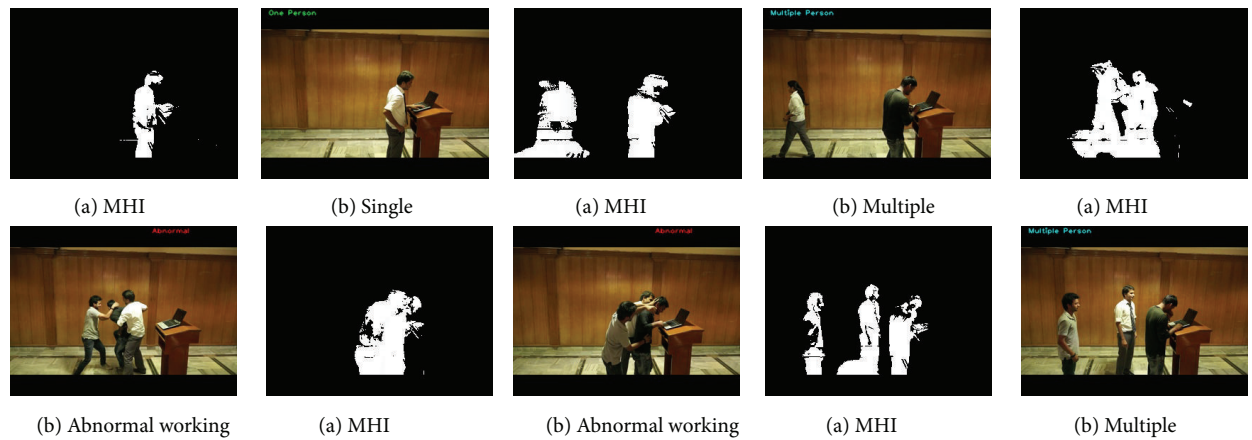 One Person
Multiple Person
(a) MHI
(b) Single
(a) MHI
(b) Multiple
(a) MHI
Abnormal
Abnormal
Multiple Person
(b) Abnormal working
(a) MHI
(b) Abnormal working
(a) MHI
(b) Multiple